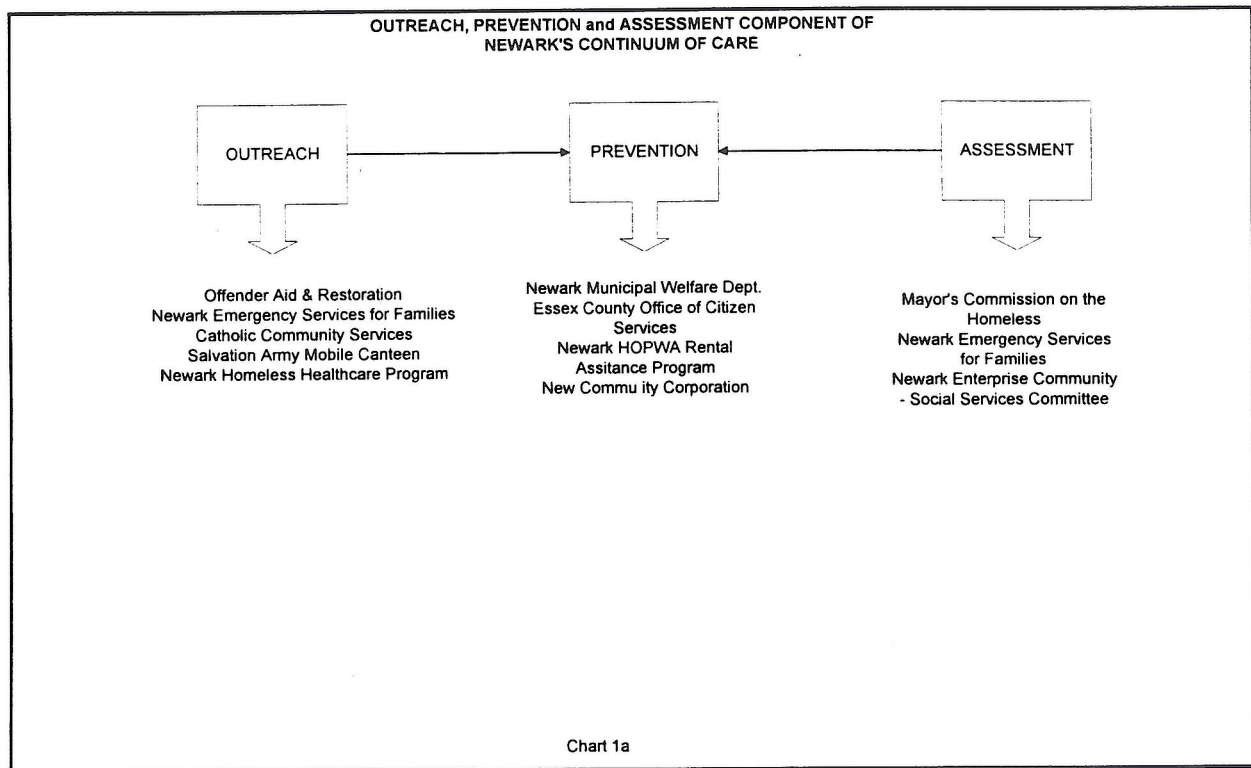 OUTREACH, PREVENTION and ASSESSMENT COMPONENT OF
NEWARK'S CONTINUUM OF CARE
OUTREACH
PREVENTION
ASSESSMENT
Offender Aid & Restoration
Newark Emergency Services for Families
Catholic Community Services
Salvation Army Mobile Canteen
Newark Homeless Healthcare Program
Newark Municipal Welfare Dept.
Essex County Office of Citizen
Services
Newark HOPWA Rental
Assitance Program
New Commu ity Corporation
Mayor's Commission on the
Homeless
Newark Emergency Services
for Families
Newark Enterprise Community
- Social Services Committee
Chart 1a